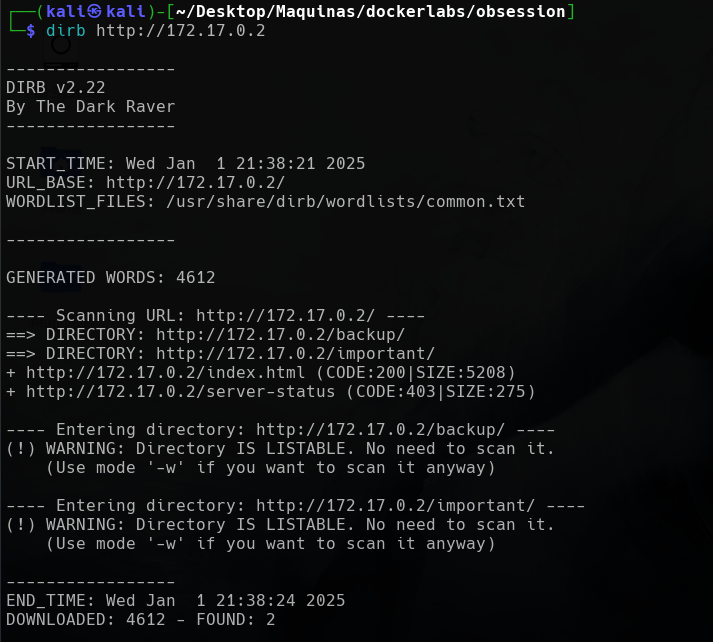 ┌──(kali㉿kali)-[~/Desktop/Maquinas/dockerlabs/obsession]
└─$ dirb http://172.17.0.2
-----------------
DIRB v2.22
By The Dark Raver
-----------------
START_TIME: Wed Jan  1 21:38:21 2025
URL_BASE: http://172.17.0.2/
WORDLIST_FILES: /usr/share/dirb/wordlists/common.txt
-----------------
GENERATED WORDS: 4612
---- Scanning URL: http://172.17.0.2/ ----
==> DIRECTORY: http://172.17.0.2/backup/
==> DIRECTORY: http://172.17.0.2/important/
+ http://172.17.0.2/index.html (CODE:200|SIZE:5208)
+ http://172.17.0.2/server-status (CODE:403|SIZE:275)
---- Entering directory: http://172.17.0.2/backup/ ----
(!) WARNING: Directory IS LISTABLE. No need to scan it.
    (Use mode '-w' if you want to scan it anyway)
---- Entering directory: http://172.17.0.2/important/ ----
(!) WARNING: Directory IS LISTABLE. No need to scan it.
    (Use mode '-w' if you want to scan it anyway)
-----------------
END_TIME: Wed Jan  1 21:38:24 2025
DOWNLOADED: 4612 - FOUND: 2